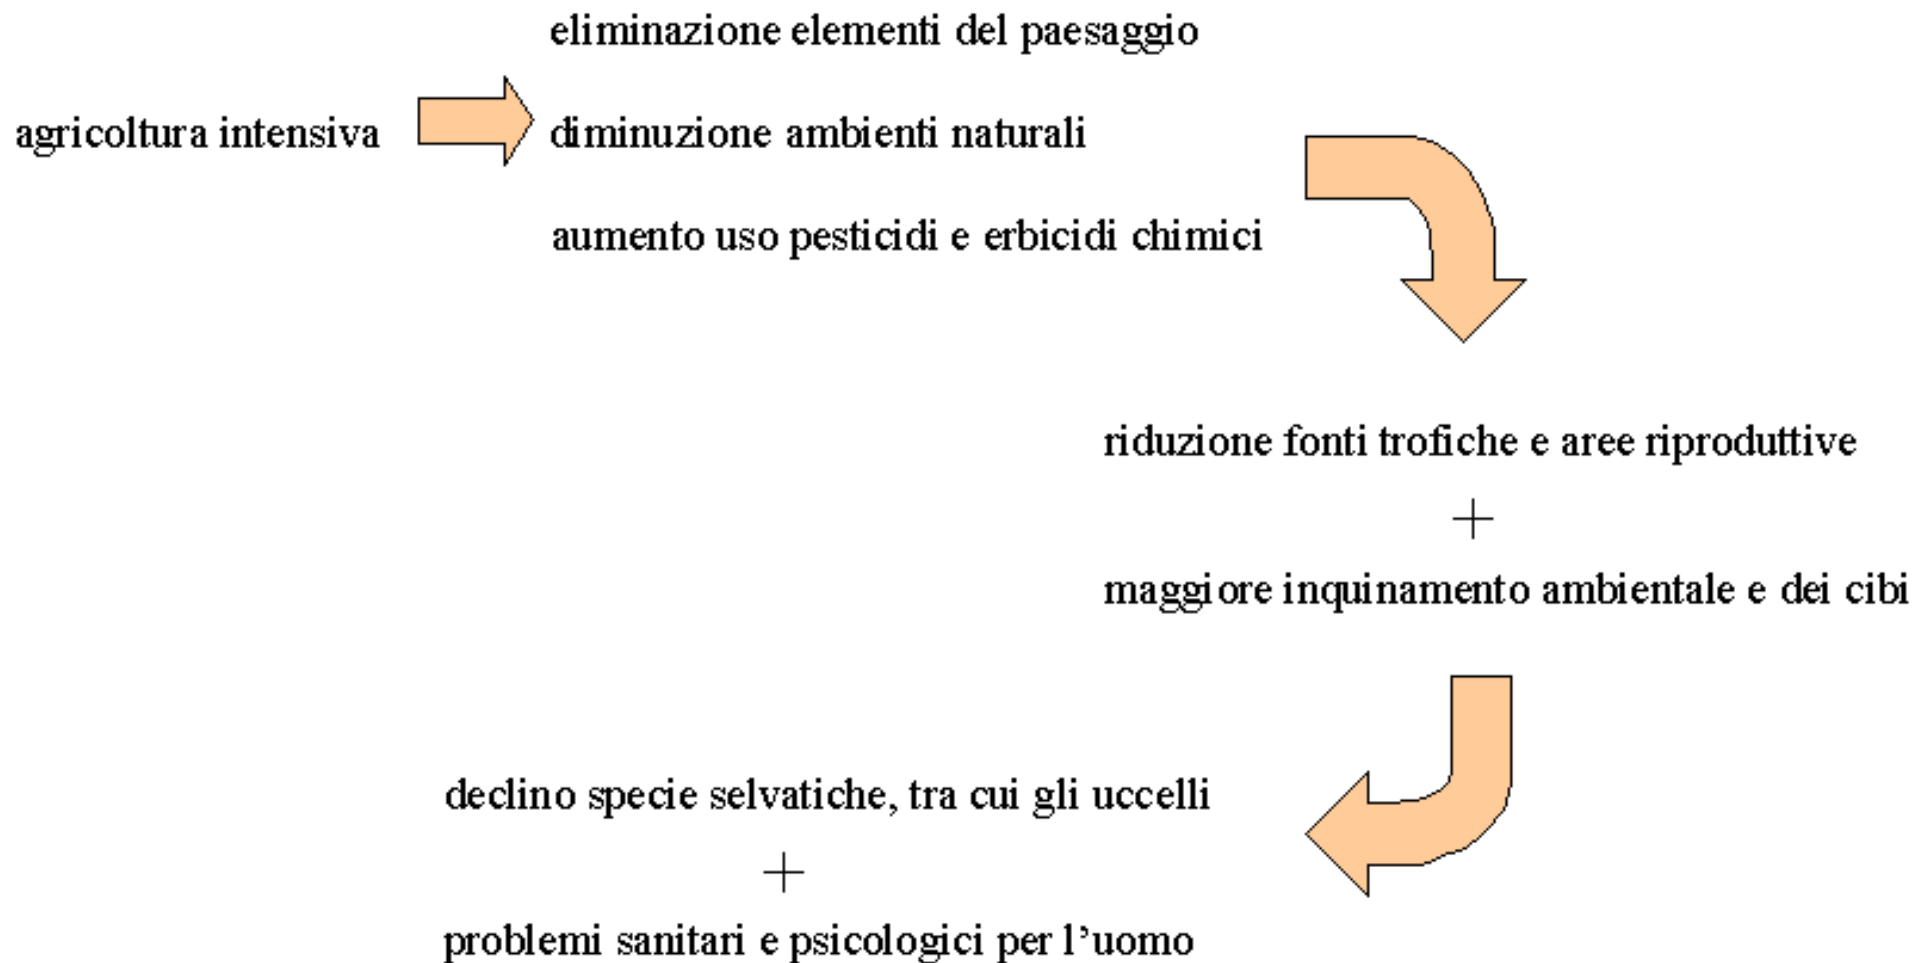 eliminazione elementi del paesaggio
agricoltura intensiva
diminuzione ambienti naturali
aumento uso pesticidi e erbicidi chimici
riduzione fonti trofiche e aree riproduttive
+
maggiore inquinamento ambientale e dei cibi
declino specie selvatiche, tra cui gli uccelli
+
problemi sanitari e psicologici per l’uomo